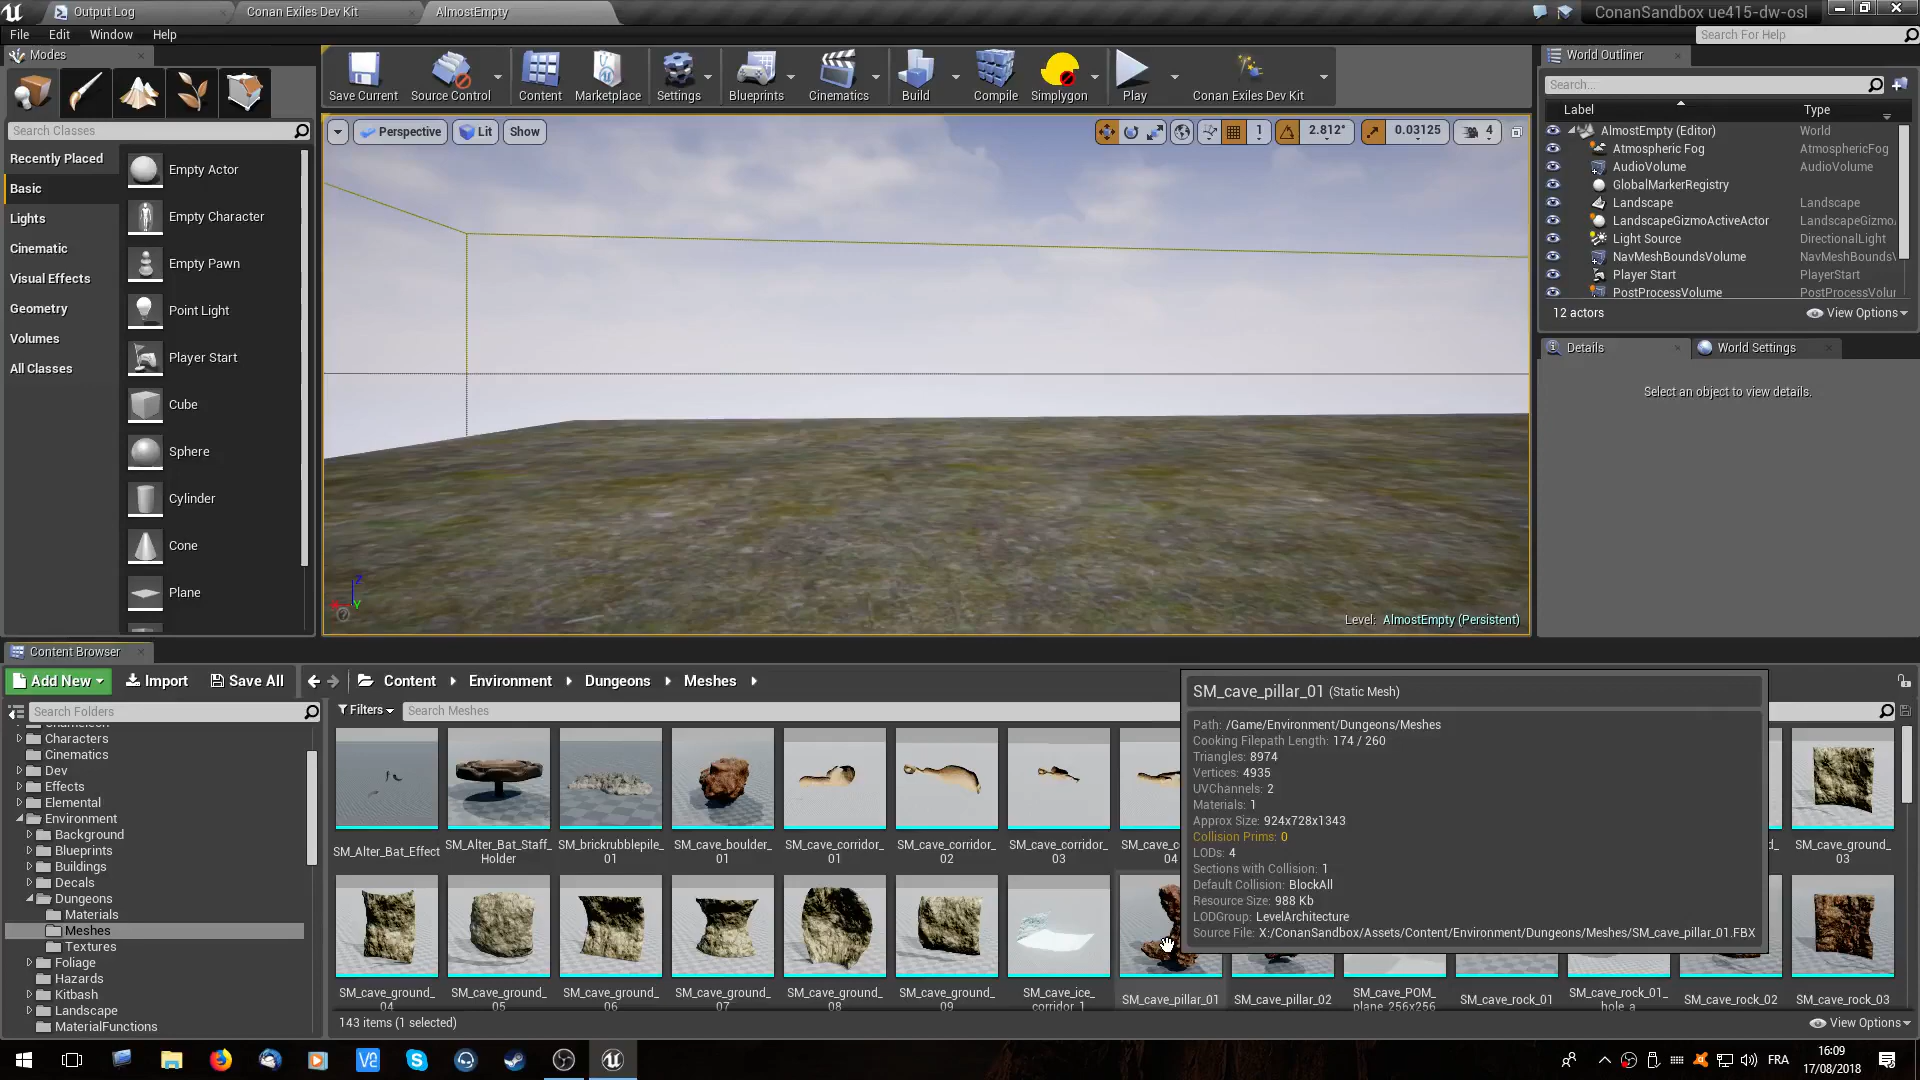 Output Log
Conan Exiles Dev Kit
AlmostEmpty
ConanSandbox ue415-dw-osl
File Edit Window Help
Search For Help
Modes
Search Classes
Recently Placed
Basic
Lights
Cinematic
Visual Effects
Geometry
Volumes
All Classes
Empty Actor
Empty Character
Empty Pawn
Point Light
Player Start
Cube
Sphere
Cylinder
Cone
Plane
Save Current
Source Control
Content
Marketplace
Settings
Blueprints
Cinematics
Build
Compile
Simplygon
Play
Conan Exiles Dev Kit
Perspective
Lit
Show
1
2.812°
0.03125
4
Level: AlmostEmpty (Persistent)
World Outliner
Search...
Label Type
AlmostEmpty (Editor) World
Atmospheric Fog AtmosphericFog
AudioVolume AudioVolume
GlobalMarkerRegistry
Landscape Landscape
LandscapeGizmoActiveActor LandscapeGizmo
Light Source DirectionalLight
NavMeshBoundsVolume NavMeshBoundsV
Player Start PlayerStart
PostProcessVolume PostProcessVolur
12 actors
View Options
Details
World Settings
Select an object to view details.
Content Browser
Add New
Import
Save All
Content
Environment
Dungeons
Meshes
Search Folders
Filters
Search Meshes
Chameleon
Characters
Cinematics
Dev
Effects
Elemental
Environment
Background
Blueprints
Buildings
Decals
Dungeons
Materials
Meshes
Textures
Foliage
Hazards
Kitbash
Landscape
MaterialFunctions
SM_Alter_Bat_Effect
SM_Alter_Bat_Staff_
Holder
SM_brickrubblepile_
01
SM_cave_boulder_
01
SM_cave_corridor_
01
SM_cave_corridor_
02
SM_cave_corridor_
03
SM_cave_co
04
SM_cave_ground_
03
SM_cave_ground_
04
SM_cave_ground_
05
SM_cave_ground_
06
SM_cave_ground_
07
SM_cave_ground_
08
SM_cave_ground_
09
SM_cave_ice_
corridor_1
SM_cave_pillar_01
SM_cave_pillar_02
SM_cave_POM_
plane_256x256
SM_cave_rock_01
SM_cave_rock_01_
hole_a
SM_cave_rock_02
SM_cave_rock_03
SM_cave_pillar_01 (Static Mesh)
Path: /Game/Environment/Dungeons/Meshes
Cooking Filepath Length: 174 / 260
Triangles: 8974
Vertices: 4935
UVChannels: 2
Materials: 1
Approx Size: 924x728x1343
Collision Prims: 0
LODs: 4
Sections with Collision: 1
Default Collision: BlockAll
Resource Size: 988 Kb
LODGroup: LevelArchitecture
Source File: X:/ConanSandbox/Assets/Content/Environment/Dungeons/Meshes/SM_cave_pillar_01.FBX
143 items (1 selected)
View Options
FRA
16:09
17/08/2018